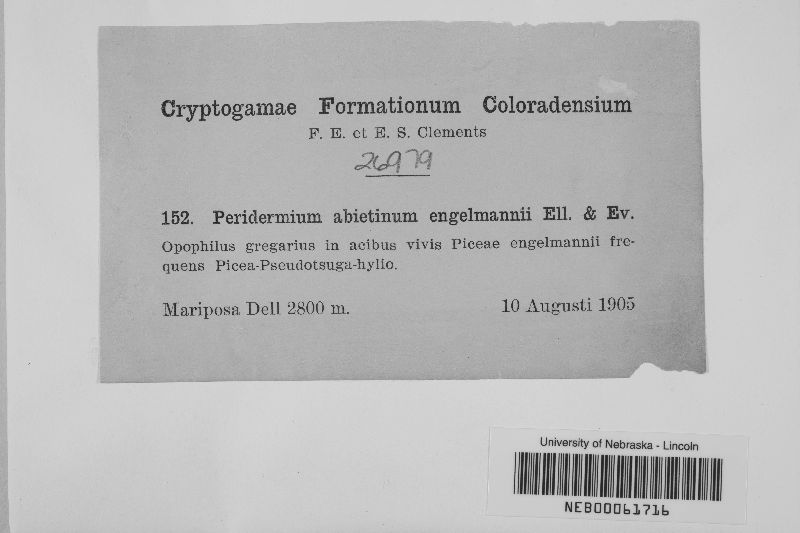 Cryptogamae Formationum Coloradensium
F. E. et E. S. Clements
26979
152. Peridermium abietinum engelmannii Ell. & Ev.
Opophilus gregarius in acibus vivis Piceae engelmannii fre-
quens Picea-Pseudotsuga-hylio.
Mariposa Dell 2800 m. 10 Augusti 1905
University of Nebraska - Lincoln
NEB00061716